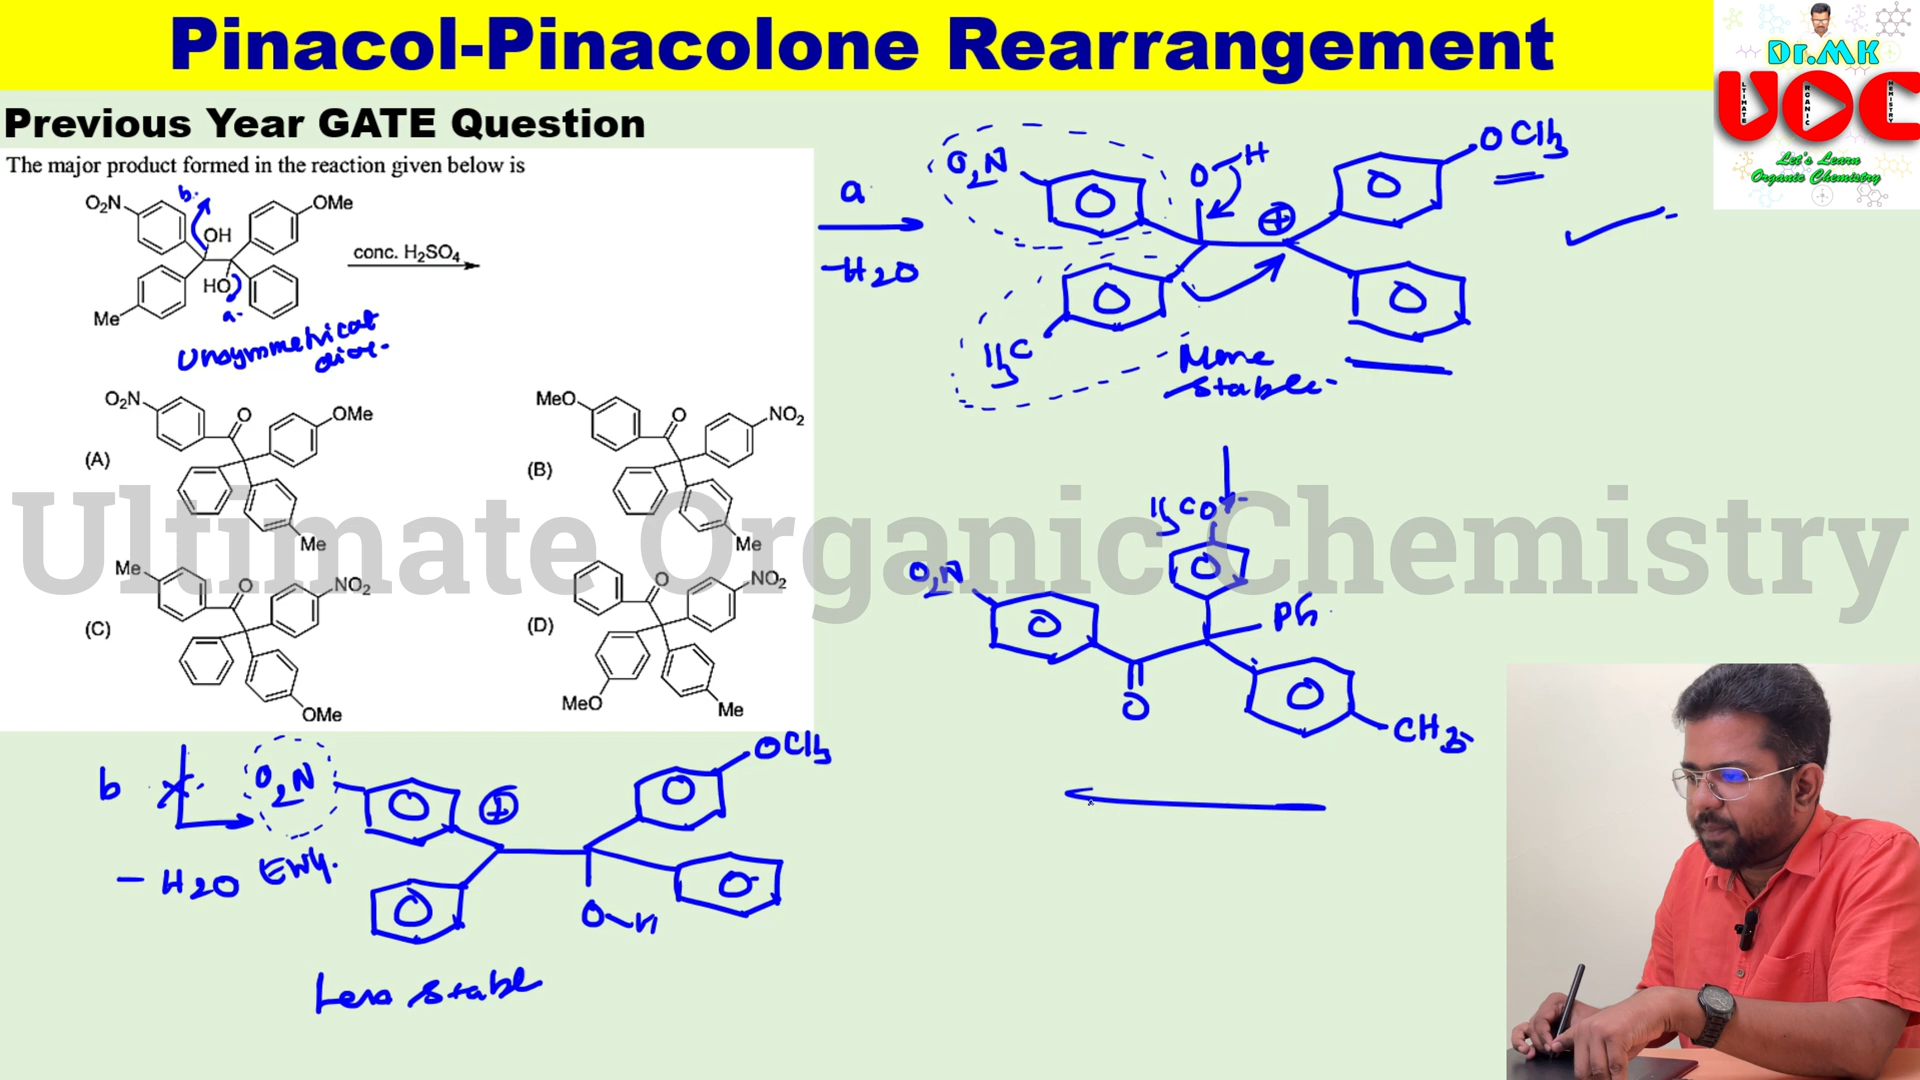 Pinacol-Pinacolone Rearrangement
Dr.MK
UOC
ULTIMATE ORGANIC CHEMISTRY
Let's Learn
Organic Chemistry
Previous Year GATE Question
The major product formed in the reaction given below is
O₂N
b.
OMe
OH
HO
conc. H₂SO₄
Me
a.
Unsymmetrical
diol.
a
-H₂O
O₂N
O
H
⊕
OCH₃
H₃C
More
stable.
(A)
O₂N
O
OMe
Me
(B)
MeO
O
NO₂
Me
(C)
Me
O
NO₂
OMe
(D)
O
NO₂
MeO
Me
Ultimate Organic Chemistry
H₃CO
O₂N
Ph
O
CH₃
b
-H₂O
O₂N
EWG.
⊕
OCH₃
O-H
Less stable